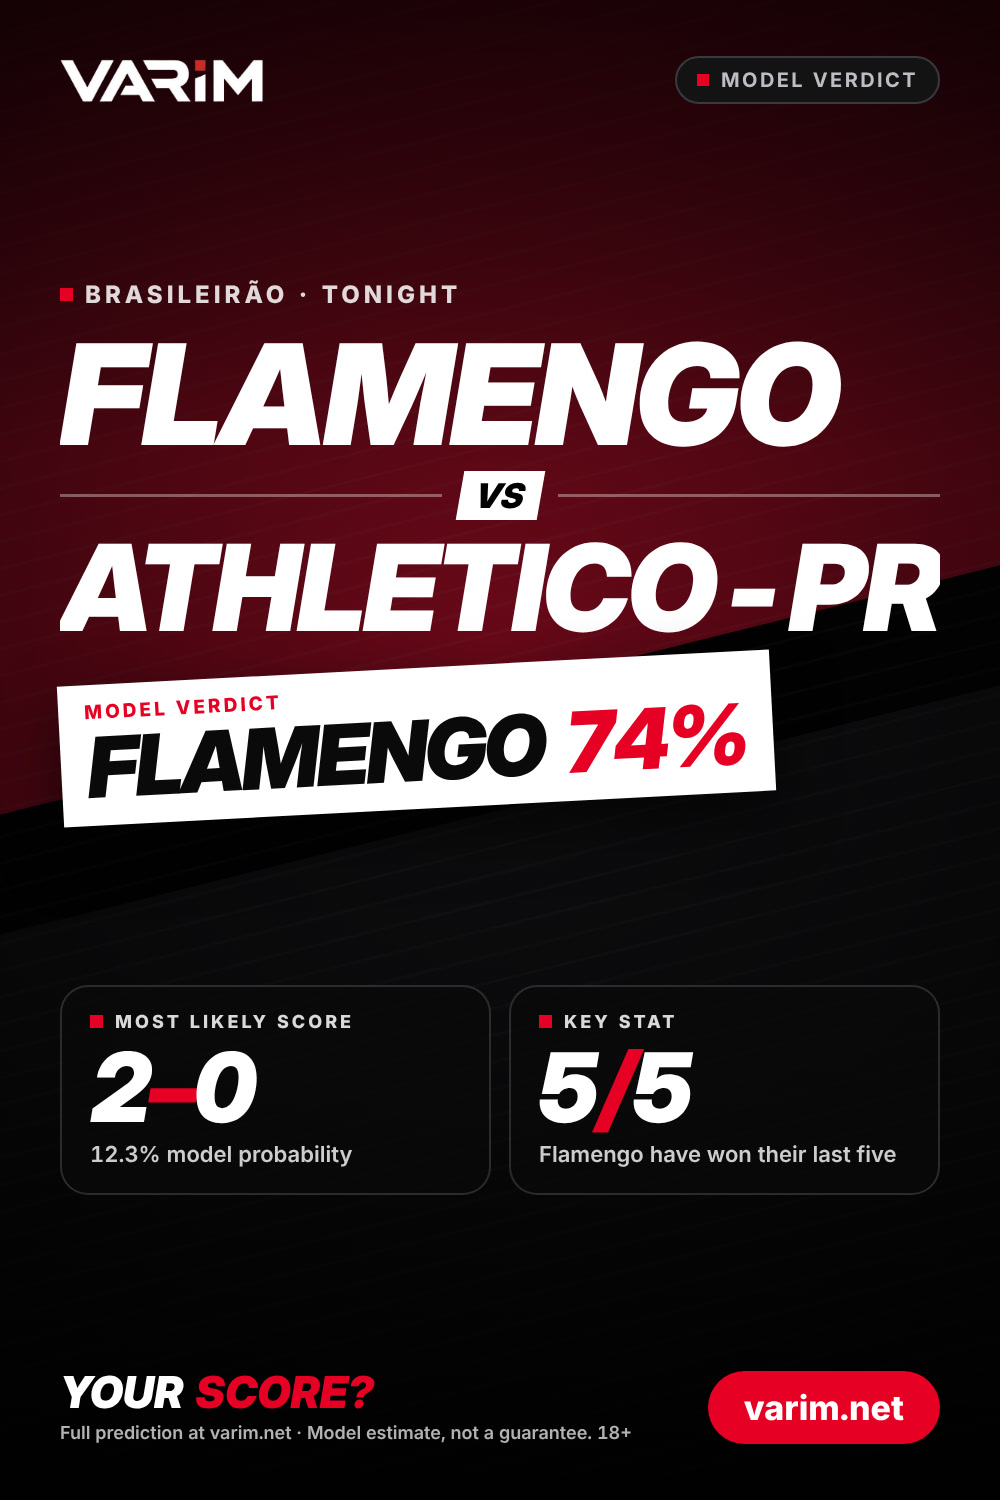 VARiM
MODEL VERDICT
BRASILEIRÃO · TONIGHT
FLAMENGO
VS
ATHLETICO-PR
MODEL VERDICT
FLAMENGO 74%
MOST LIKELY SCORE
2–0
12.3% model probability
KEY STAT
5/5
Flamengo have won their last five
YOUR SCORE?
Full prediction at varim.net · Model estimate, not a guarantee. 18+
varim.net